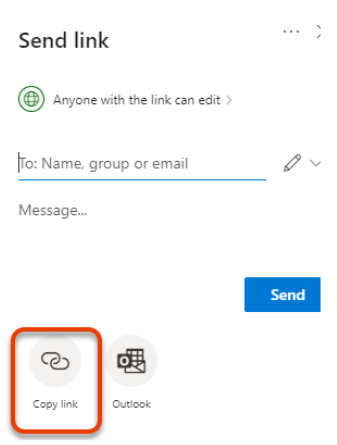 Send link
Anyone with the link can edit
To: Name, group or email
Message...
Send
Copy link
Outlook